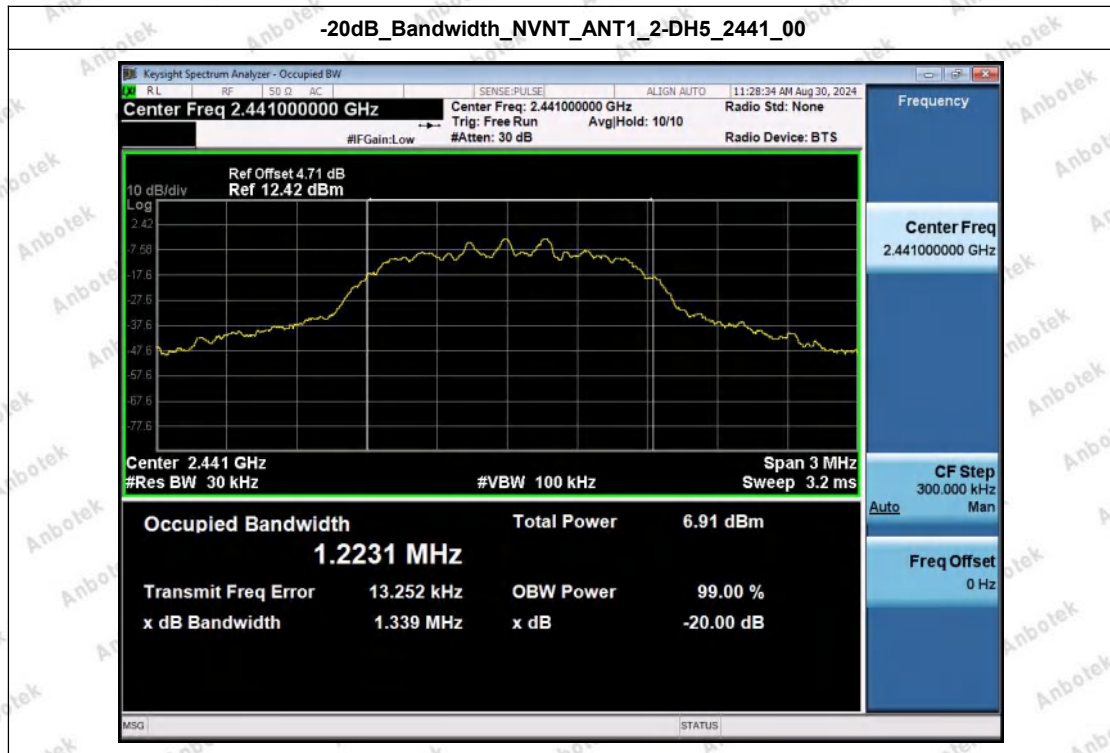 -20dB_Bandwidth_NVNT_ANT1_2-DH5_2441_00
Keysight Spectrum Analyzer - Occupied BW
RL RF 50 Ω AC SENSE:PULSE ALIGN AUTO 11:28:34 AM Aug 30, 2024
Center Freq 2.441000000 GHz
Center Freq: 2.441000000 GHz
Radio Std: None
Trig: Free Run Avg|Hold: 10/10
#IFGain:Low
#Atten: 30 dB
Radio Device: BTS
Frequency
Ref Offset 4.71 dB
10 dB/div Ref 12.42 dBm
Log
2.42
-7.58
-17.6
-27.6
-37.6
-47.6
-57.6
-67.6
-77.6
Center Freq
2.441000000 GHz
Center 2.441 GHz Span 3 MHz
#Res BW 30 kHz #VBW 100 kHz Sweep 3.2 ms
CF Step
300.000 kHz
Auto Man
Freq Offset
0 Hz
Occupied Bandwidth Total Power 6.91 dBm
1.2231 MHz
Transmit Freq Error 13.252 kHz OBW Power 99.00 %
x dB Bandwidth 1.339 MHz x dB -20.00 dB
MSG STATUS
Anbotek